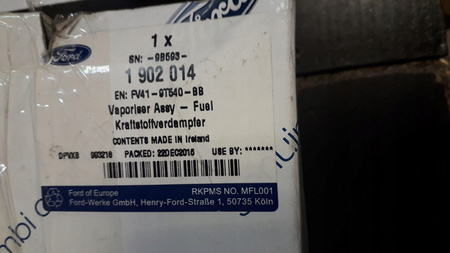 Ford
1 x
SN: -9B593-
1 902 014
EN: FV41-9T540-BB
Vaporiser Assy - Fuel
Kraftstoffverdampfer
CONTENTS MADE IN Ireland
DPVXB 993216 PACKED: 22DEC2016 USE BY: *******
Ford of Europe RKPMS NO. MFL001
Ford-Werke GmbH, Henry-Ford-Straße 1, 50735 Köln